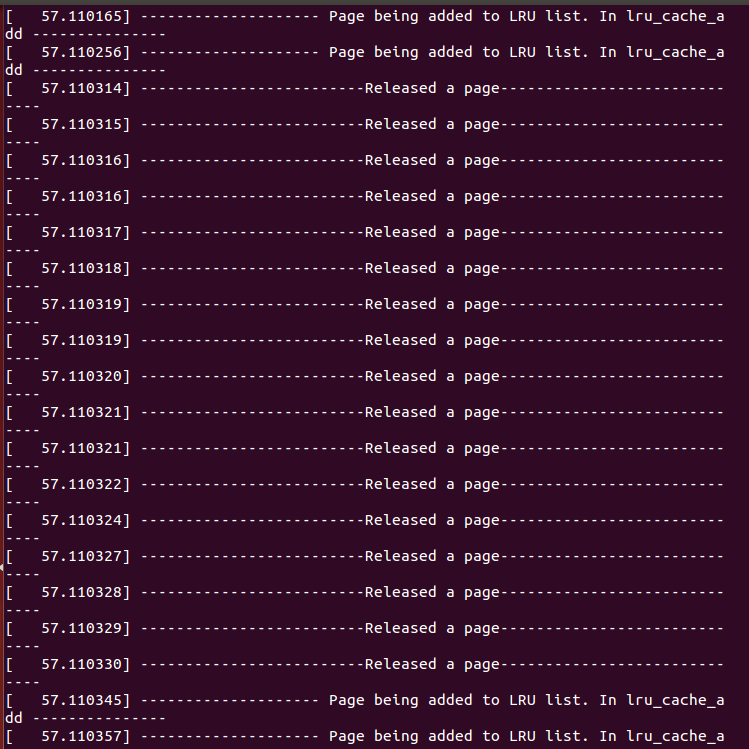 [   57.110165] -------------------- Page being added to LRU list. In lru_cache_a
dd ---------------
[   57.110256] -------------------- Page being added to LRU list. In lru_cache_a
dd ---------------
[   57.110314] -------------------------Released a page-------------------------
----
[   57.110315] -------------------------Released a page-------------------------
----
[   57.110316] -------------------------Released a page-------------------------
----
[   57.110316] -------------------------Released a page-------------------------
----
[   57.110317] -------------------------Released a page-------------------------
----
[   57.110318] -------------------------Released a page-------------------------
----
[   57.110319] -------------------------Released a page-------------------------
----
[   57.110319] -------------------------Released a page-------------------------
----
[   57.110320] -------------------------Released a page-------------------------
----
[   57.110321] -------------------------Released a page-------------------------
----
[   57.110321] -------------------------Released a page-------------------------
----
[   57.110322] -------------------------Released a page-------------------------
----
[   57.110324] -------------------------Released a page-------------------------
----
[   57.110327] -------------------------Released a page-------------------------
----
[   57.110328] -------------------------Released a page-------------------------
----
[   57.110329] -------------------------Released a page-------------------------
----
[   57.110330] -------------------------Released a page-------------------------
----
[   57.110345] -------------------- Page being added to LRU list. In lru_cache_a
dd ---------------
[   57.110357] -------------------- Page being added to LRU list. In lru_cache_a